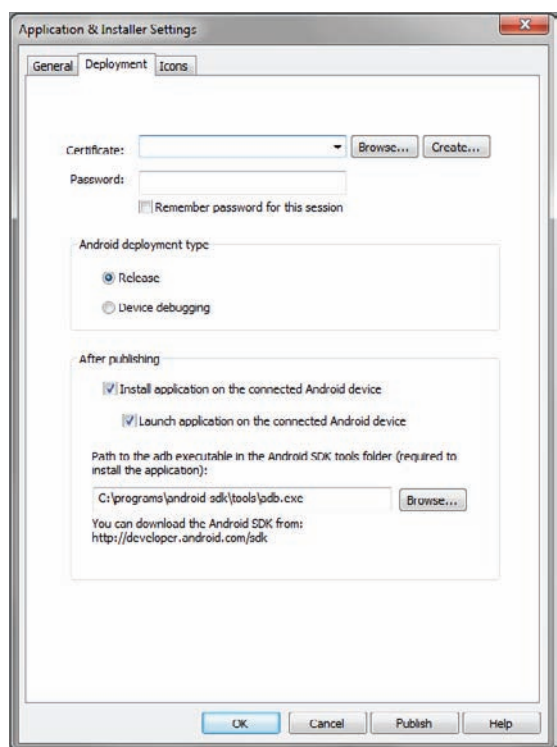 Application & Installer Settings
General Deployment Icons
Certificate: Browse... Create...
Password:
Remember password for this session
Android deployment type
Release
Device debugging
After publishing
Install application on the connected Android device
Launch application on the connected Android device
Path to the adb executable in the Android SDK tools folder (required to
install the application):
C:\programs\android sdk\tools\adb.exe Browse...
You can download the Android SDK from:
http://developer.android.com/sdk
OK Cancel Publish Help